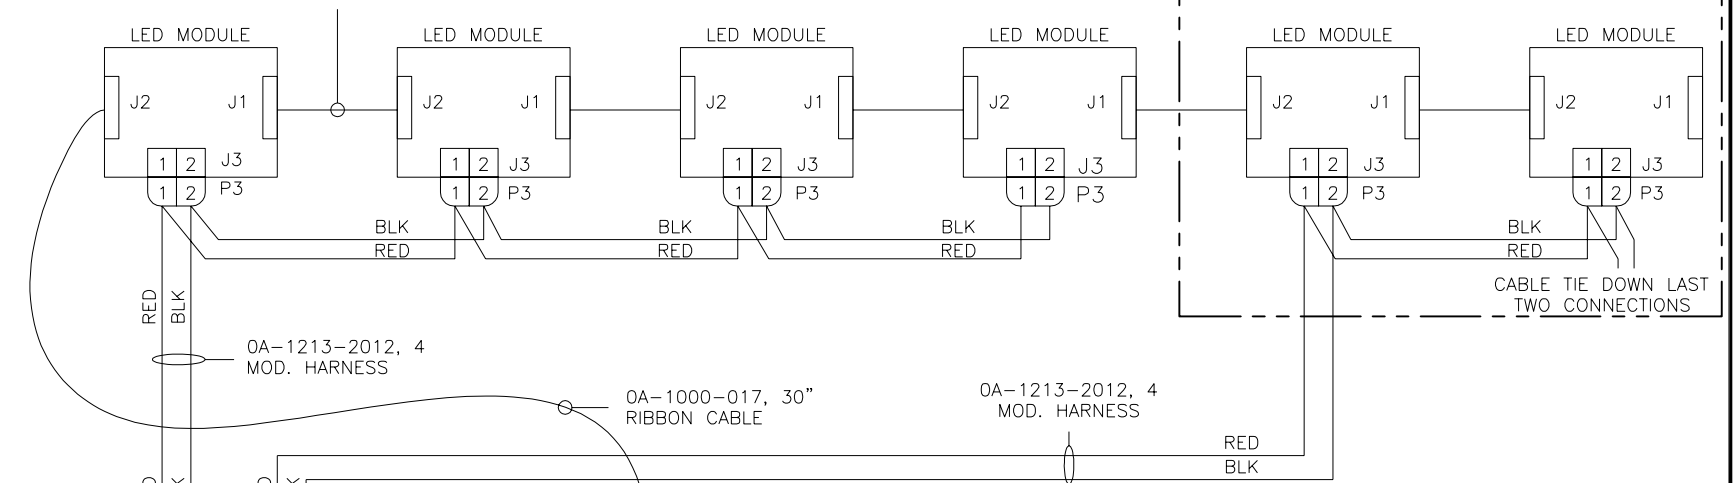 LED MODULE LED MODULE LED MODULE LED MODULE LED MODULE LED MODULE
J2 J1 J2 J1 J2 J1 J2 J1 J2 J1 J2 J1
1 2 J3 1 2 J3 1 2 J3 1 2 J3 1 2 J3 1 2 J3
1 2 P3 1 2 P3 1 2 P3 1 2 P3 1 2 P3 1 2 P3
BLK BLK BLK BLK
RED RED RED RED
CABLE TIE DOWN LAST
TWO CONNECTIONS
RED BLK
0A-1213-2012, 4
MOD. HARNESS
0A-1000-017, 30"
RIBBON CABLE
0A-1213-2012, 4
MOD. HARNESS
RED
BLK